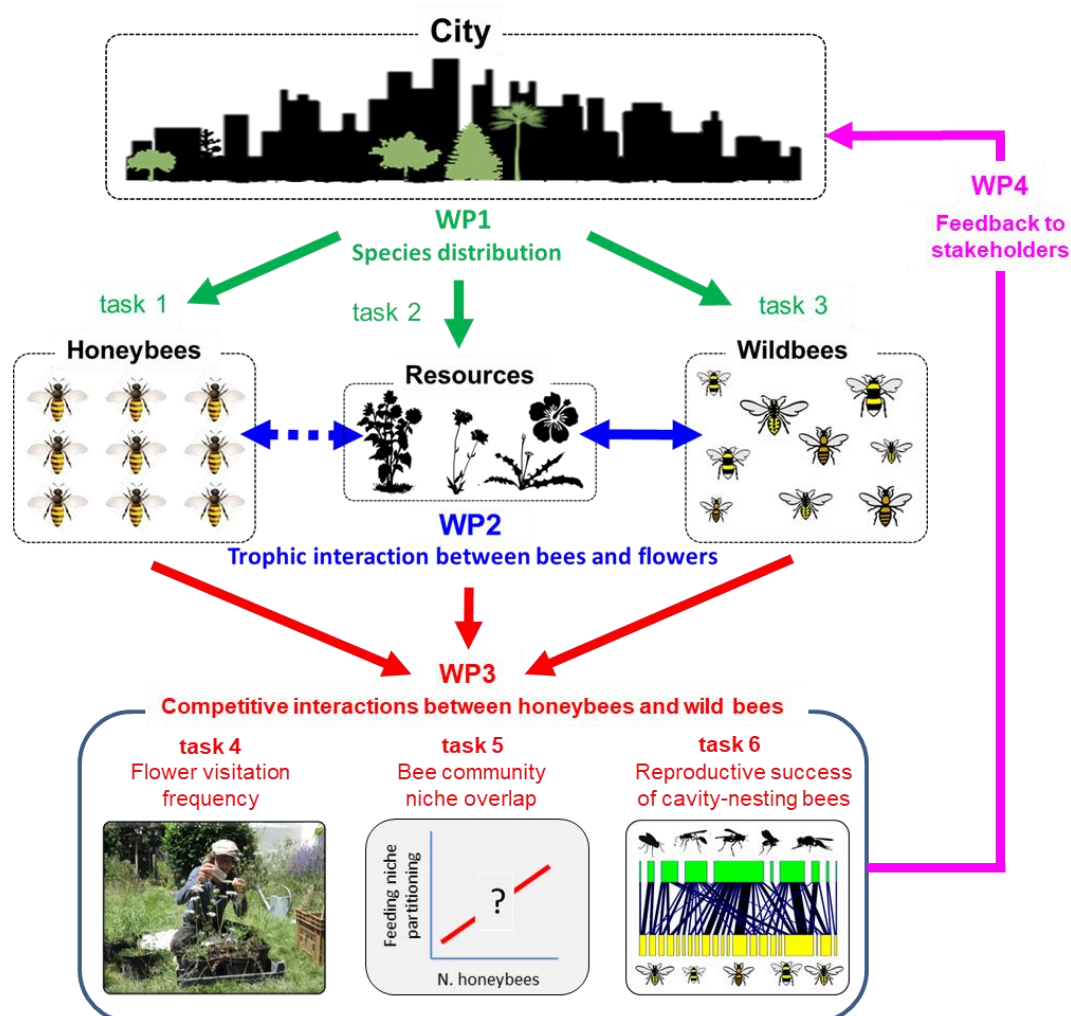 City
WP1
Species distribution
WP4
Feedback to
stakeholders
task 1
task 2
task 3
Honeybees
Resources
Wildbees
WP2
Trophic interaction between bees and flowers
WP3
Competitive interactions between honeybees and wild bees
task 4
Flower visitation
frequency
task 5
Bee community
niche overlap
task 6
Reproductive success
of cavity-nesting bees
Feeding niche
partitioning
?
N. honeybees